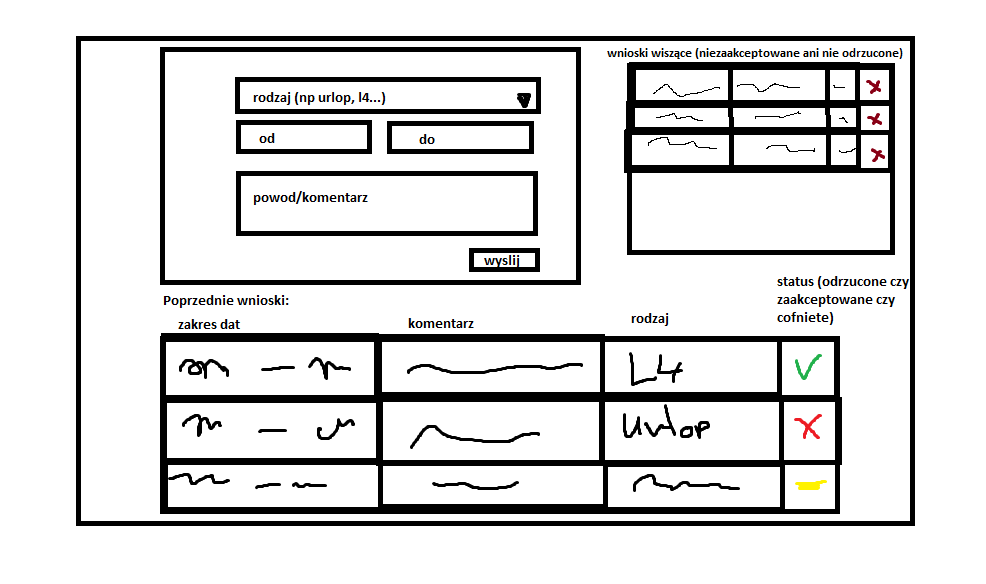 wnioski wiszące (niezaakceptowane ani nie odrzucone)
rodzaj (np urlop, l4...)
od
do
powod/komentarz
wyslij
status (odrzucone czy
zaakceptowane czy
cofniete)
Poprzednie wnioski:
zakres dat
komentarz
rodzaj
L4
Urlop